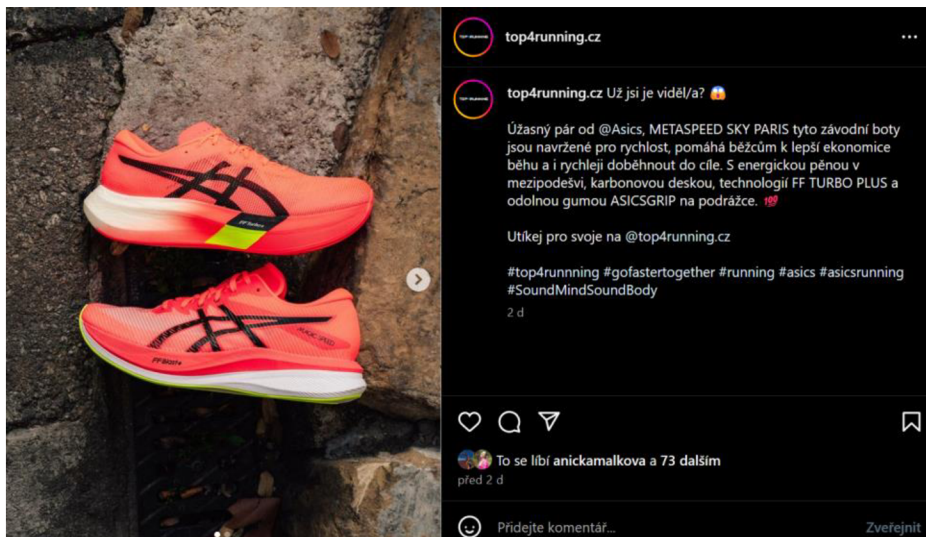 top4running.cz
top4running.cz Už jsi je viděl/a? 😱
Úžasný pár od @Asics, METASPEED SKY PARIS tyto závodní boty
jsou navržené pro rychlost, pomáhá běžcům k lepší ekonomice
běhu a i rychleji doběhnout do cíle. S energickou pěnou v
mezipodešvi, karbonovou deskou, technologií FF TURBO PLUS a
odolnou gumou ASICSGRIP na podrážce. 💯
Utíkej pro svoje na @top4running.cz
#top4runnning #gofastertogether #running #asics #asicsrunning
#SoundMindSoundBody
2 d
To se líbí anickamalkova a 73 dalším
před 2 d
Přidejte komentář...
Zveřejnit
MAGIC SPEED